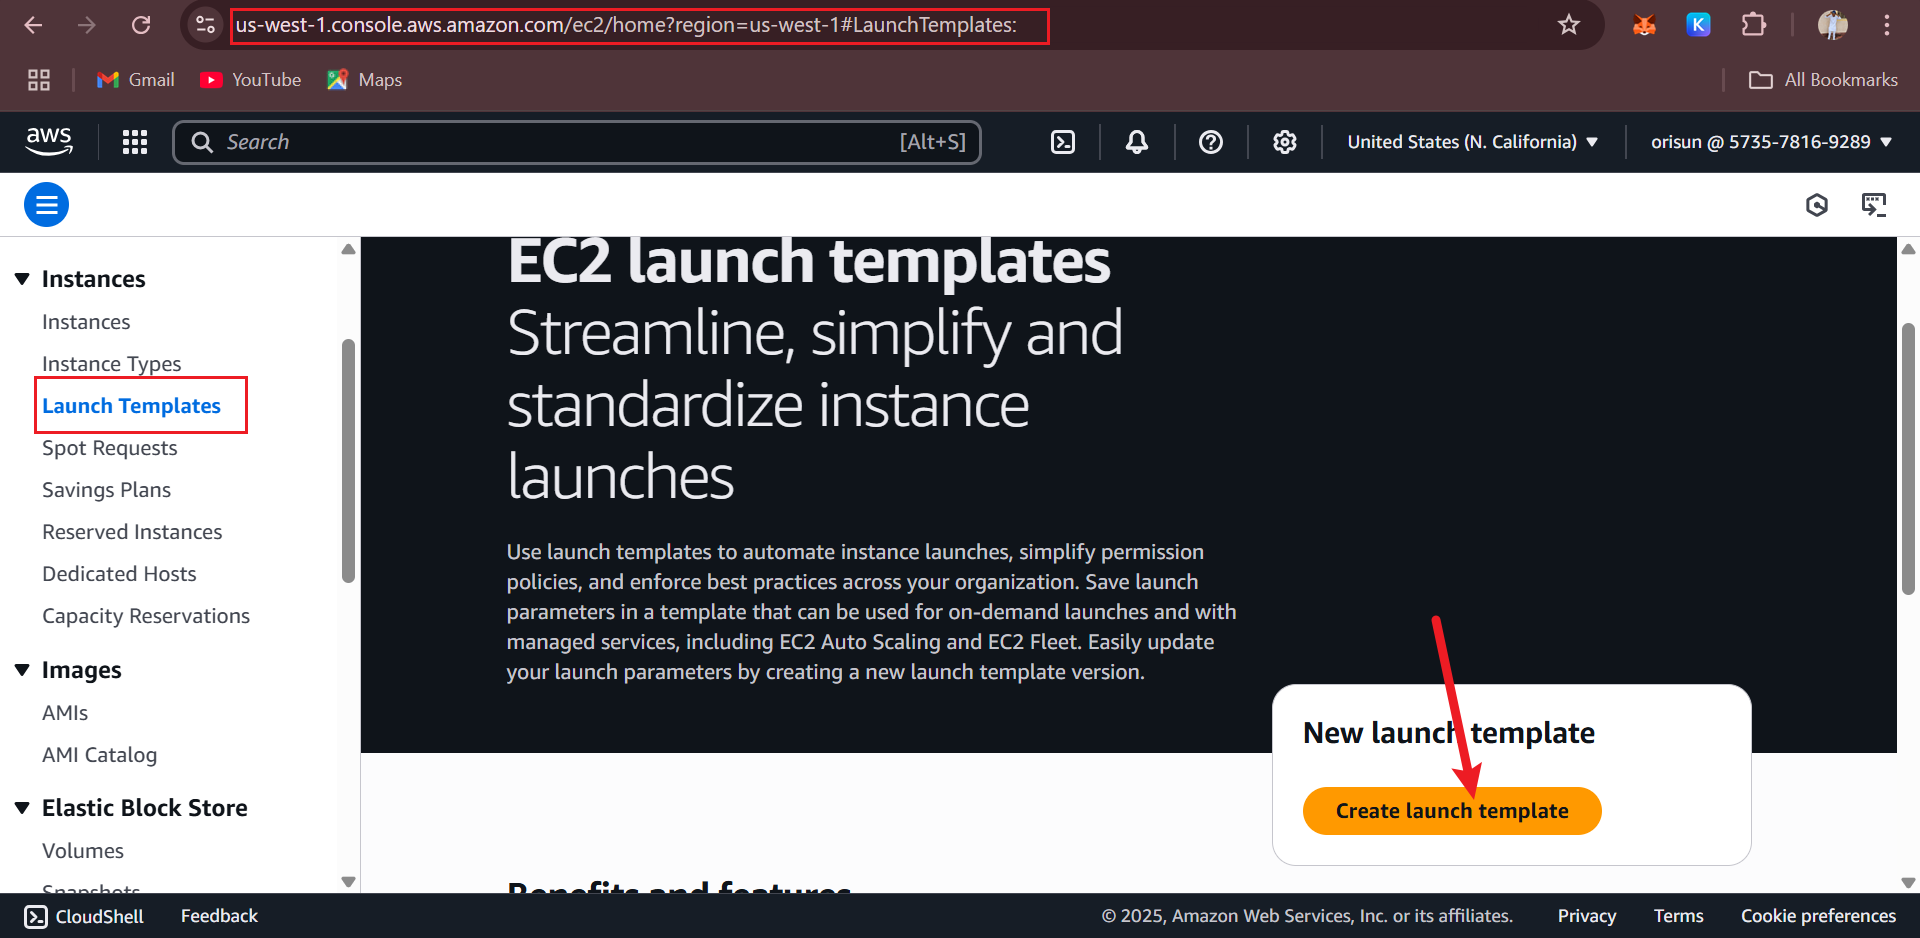 us-west-1.console.aws.amazon.com/ec2/home?region=us-west-1#LaunchTemplates:
K
Gmail
YouTube
Maps
All Bookmarks
aws
Search
[Alt+S]
United States (N. California)
orisun @ 5735-7816-9289
Instances
Instances
Instance Types
Launch Templates
Spot Requests
Savings Plans
Reserved Instances
Dedicated Hosts
Capacity Reservations
Images
AMIs
AMI Catalog
Elastic Block Store
Volumes
Snapshots
EC2 launch templates
Streamline, simplify and
standardize instance
launches
Use launch templates to automate instance launches, simplify permission
policies, and enforce best practices across your organization. Save launch
parameters in a template that can be used for on-demand launches and with
managed services, including EC2 Auto Scaling and EC2 Fleet. Easily update
your launch parameters by creating a new launch template version.
New launch template
Create launch template
Benefits and features
CloudShell
Feedback
© 2025, Amazon Web Services, Inc. or its affiliates.
Privacy
Terms
Cookie preferences